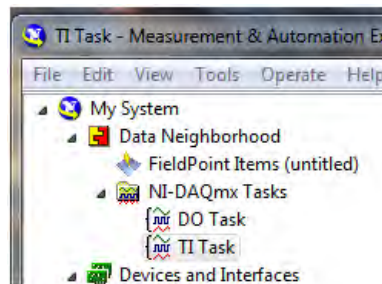 TI Task - Measurement & Automation Ex
File Edit View Tools Operate Help
My System
Data Neighborhood
FieldPoint Items (untitled)
NI-DAQmx Tasks
DO Task
TI Task
Devices and Interfaces